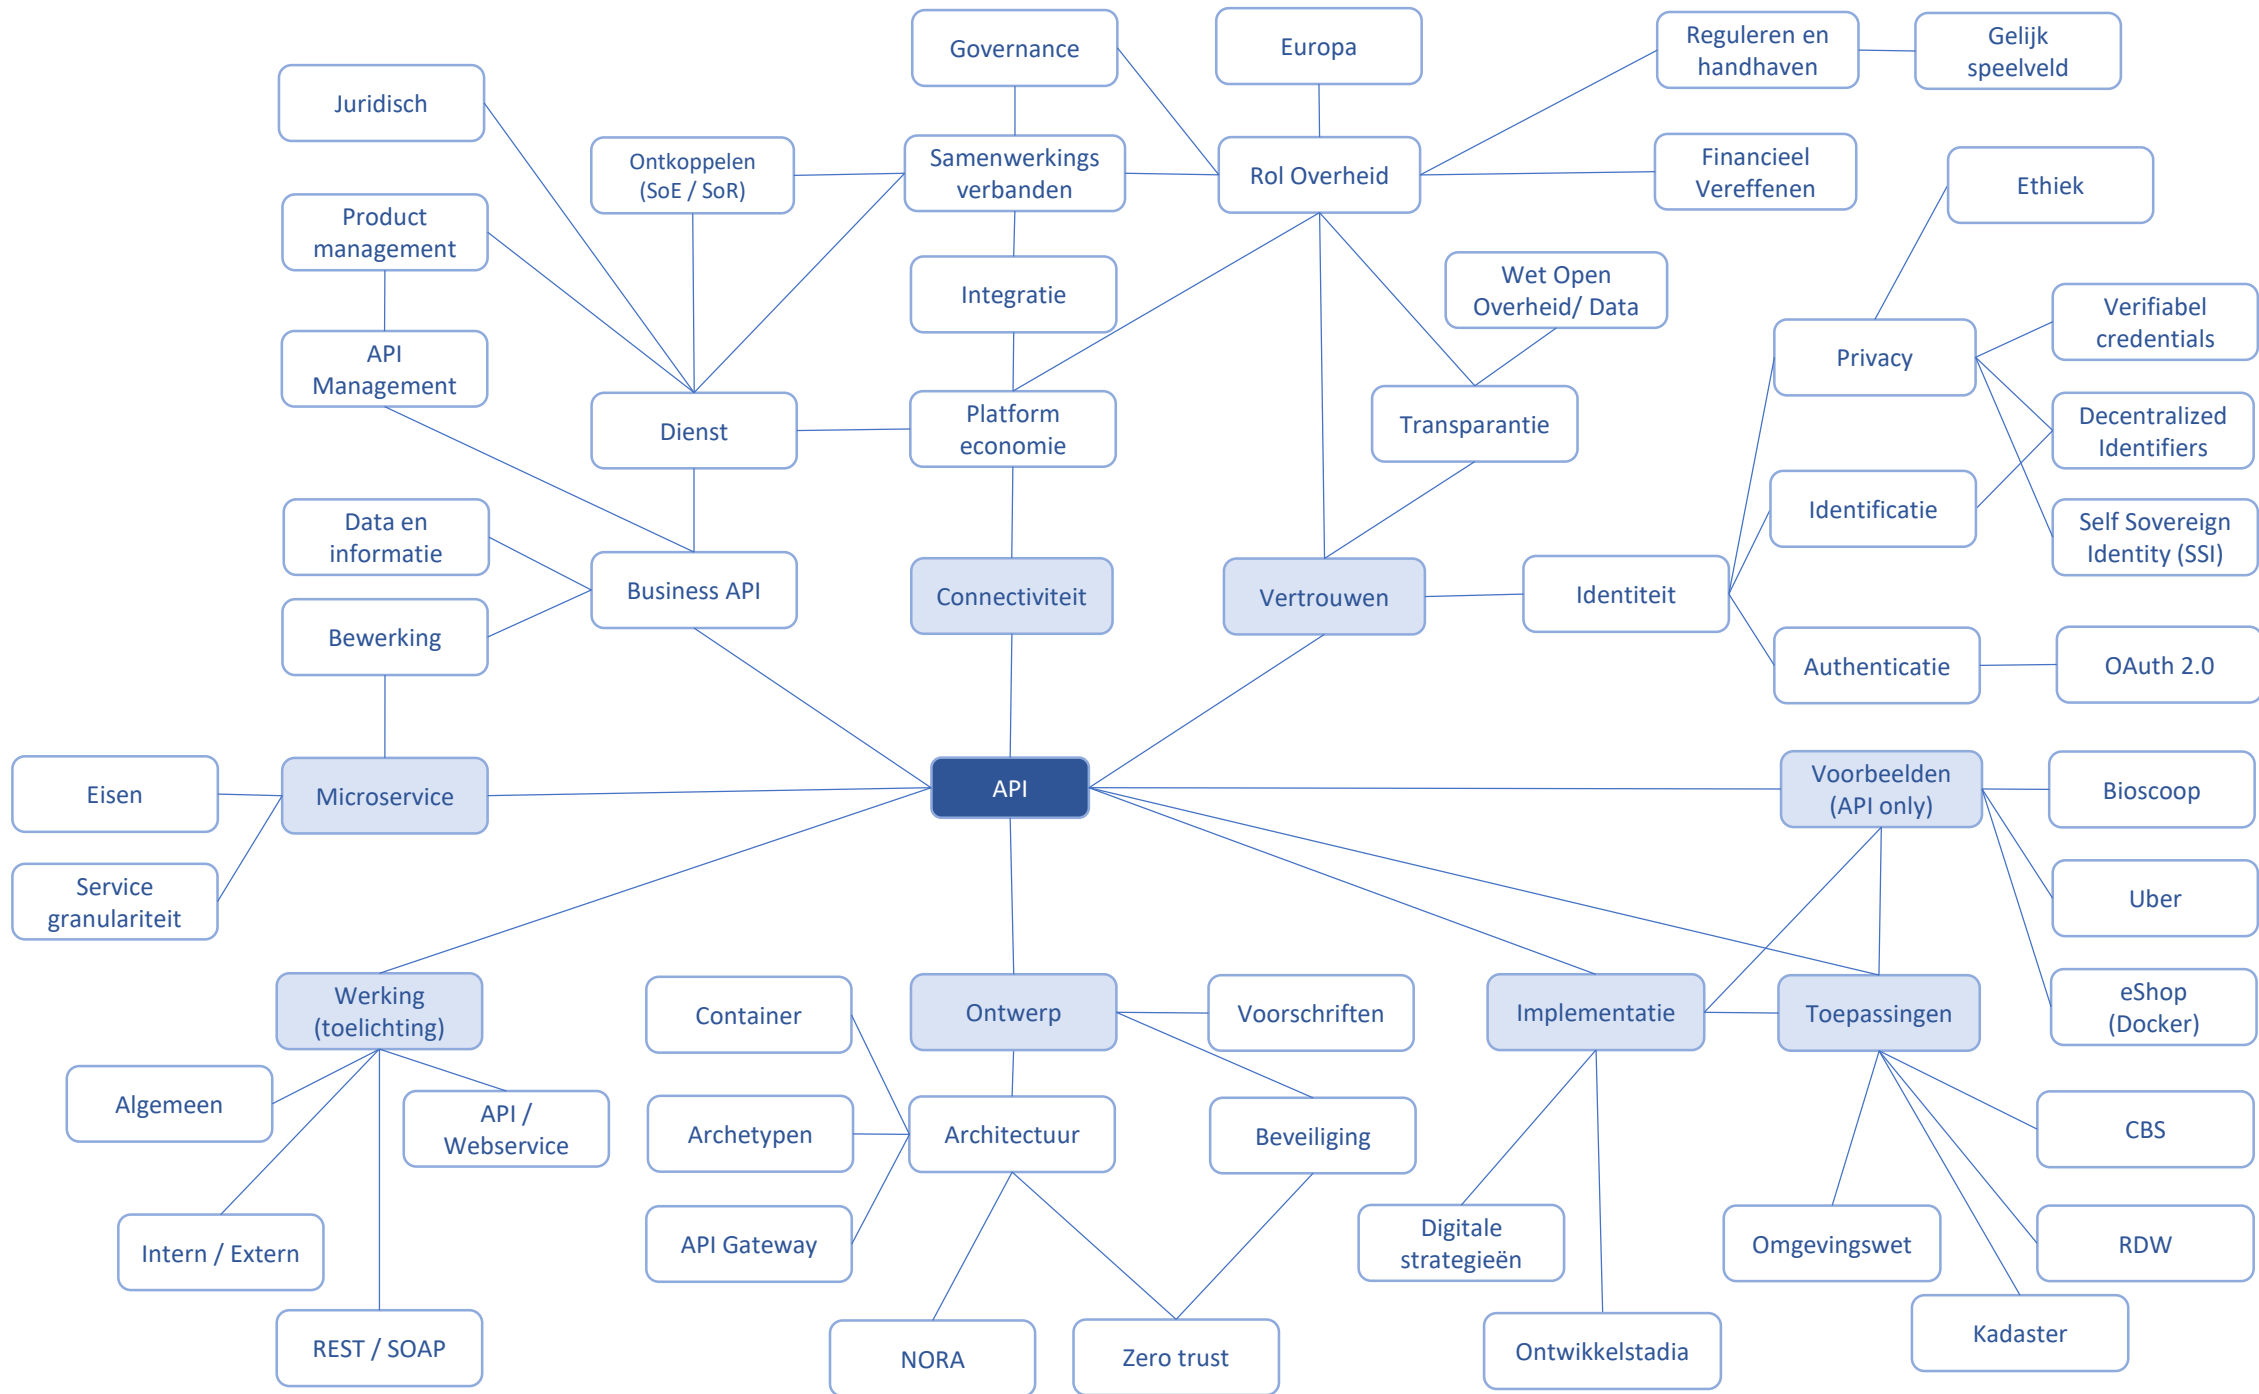 Governance
Europa
Reguleren en
handhaven
Gelijk
speelveld
Juridisch
Ontkoppelen
(SoE / SoR)
Samenwerkings
verbanden
Rol Overheid
Financieel
Vereffenen
Ethiek
Product
management
Integratie
Wet Open
Overheid/ Data
Verifiabel
credentials
API
Management
Privacy
Dienst
Platform
economie
Transparantie
Decentralized
Identifiers
Data en
informatie
Identificatie
Self Sovereign
Identity (SSI)
Business API
Connectiviteit
Vertrouwen
Identiteit
Bewerking
Authenticatie
OAuth 2.0
Eisen
Microservice
API
Voorbeelden
(API only)
Bioscoop
Service
granulariteit
Uber
Werking
(toelichting)
Container
Ontwerp
Voorschriften
Implementatie
Toepassingen
eShop
(Docker)
Algemeen
API /
Webservice
Archetypen
Architectuur
Beveiliging
CBS
Intern / Extern
API Gateway
Digitale
strategieën
Omgevingswet
RDW
REST / SOAP
NORA
Zero trust
Ontwikkelstadia
Kadaster